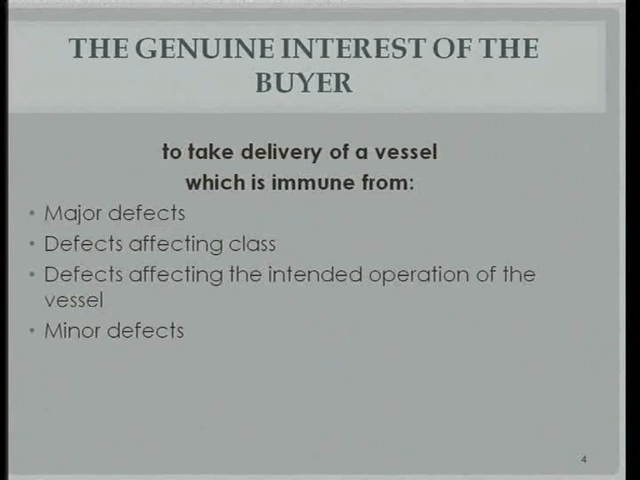 THE GENUINE INTEREST OF THE
BUYER
to take delivery of a vessel
which is immune from:
• Major defects
• Defects affecting class
• Defects affecting the intended operation of the
vessel
• Minor defects
4